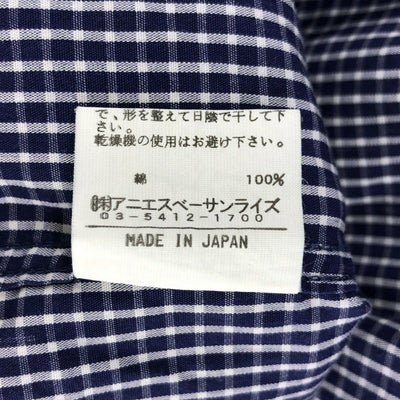 で、形を整えて日陰で干して下
さい。
乾燥機の使用はお避け下さい。
綿 100%
㈱アニエスベーサンライズ
03-5412-1700
MADE IN JAPAN